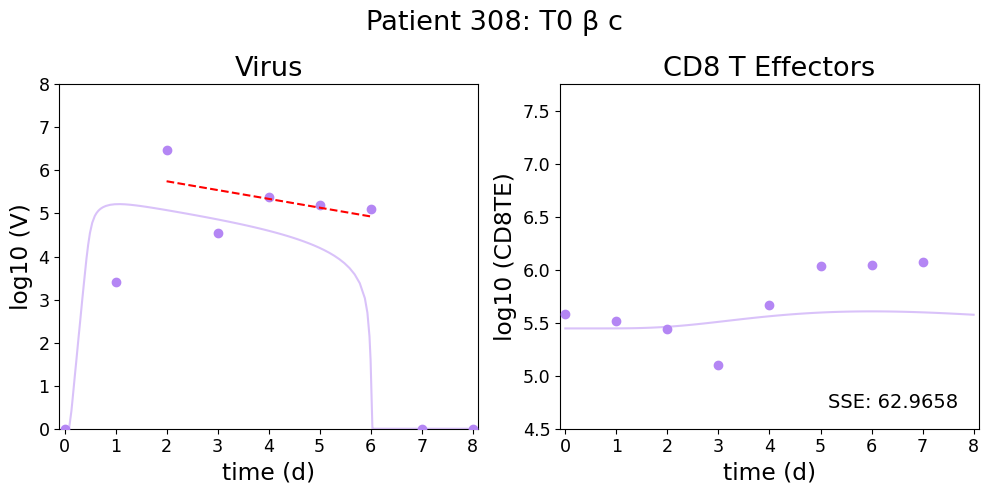 Patient 308: T0 β c
Virus
CD8 T Effectors
8
7
6
5
4
3
2
1
0
log10 (V)
0 1 2 3 4 5 6 7 8
time (d)
7.5
7.0
6.5
6.0
5.5
5.0
4.5
log10 (CD8TE)
SSE: 62.9658
0 1 2 3 4 5 6 7 8
time (d)